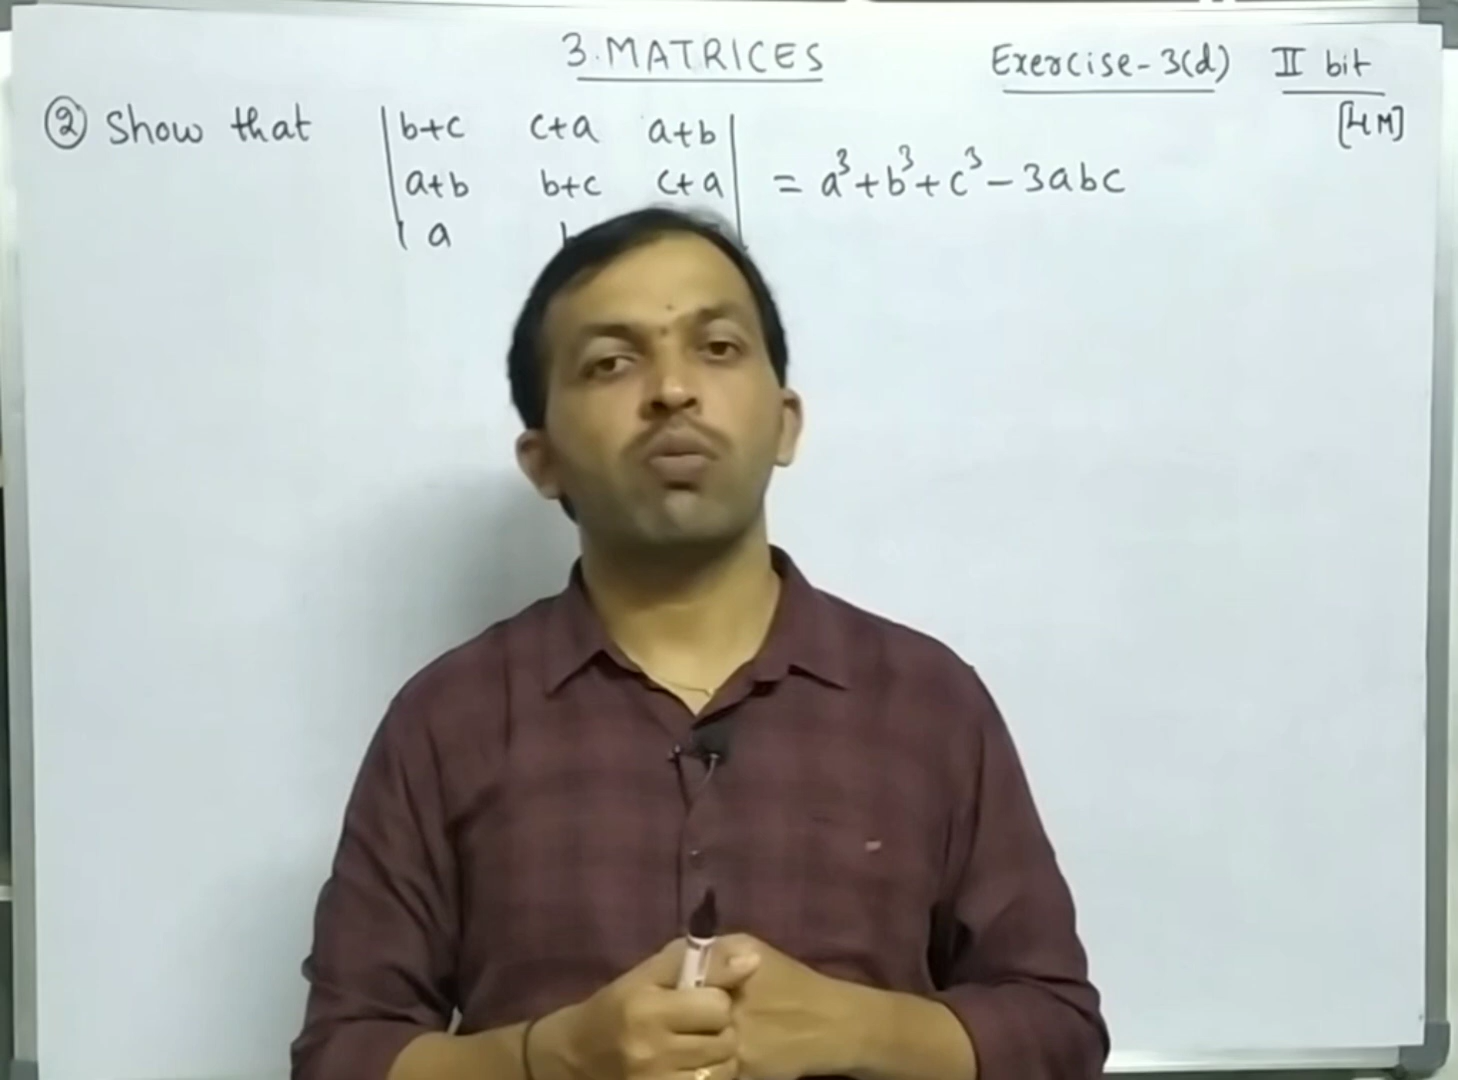 3. MATRICES Exercise-3(d) II bit
② Show that | b+c c+a a+b | [4M]
| a+b b+c c+a | = a³+b³+c³-3abc
| a